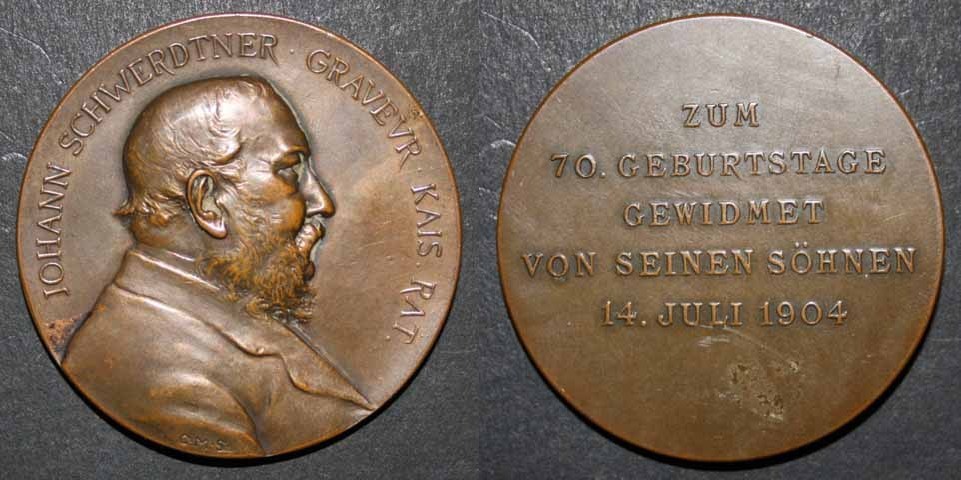 JOHANN SCHWERDTNER · GRAVEVR · KAIS. RAT.
C.M.S.
ZUM
70. GEBURTSTAGE
GEWIDMET
VON SEINEN SÖHNEN
14. JULI 1904